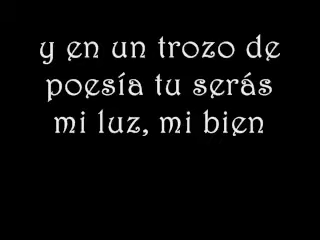 y en un trozo de
poesía tu serás
mi luz, mi bien